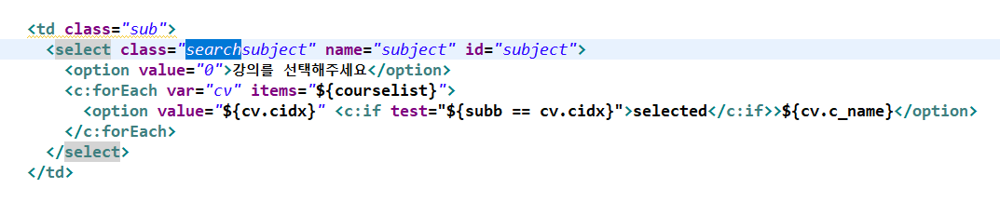 <td class="sub">
<select class="searchsubject" name="subject" id="subject">
<option value="0">강의를 선택해주세요</option>
<c:forEach var="cv" items="${courselist}">
<option value="${cv.cidx}" <c:if test="${subb == cv.cidx}">selected</c:if>>${cv.c_name}</option>
</c:forEach>
</select>
</td>